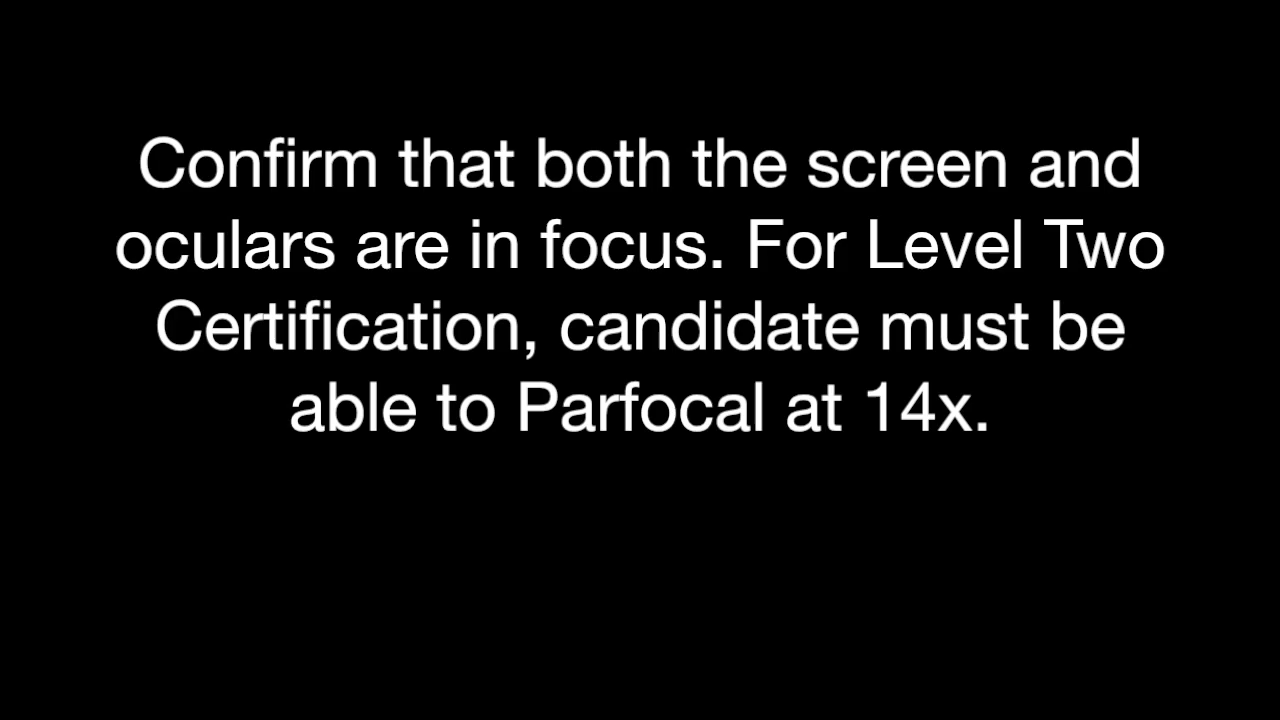 Confirm that both the screen and
oculars are in focus. For Level Two
Certification, candidate must be
able to Parfocal at 14x.